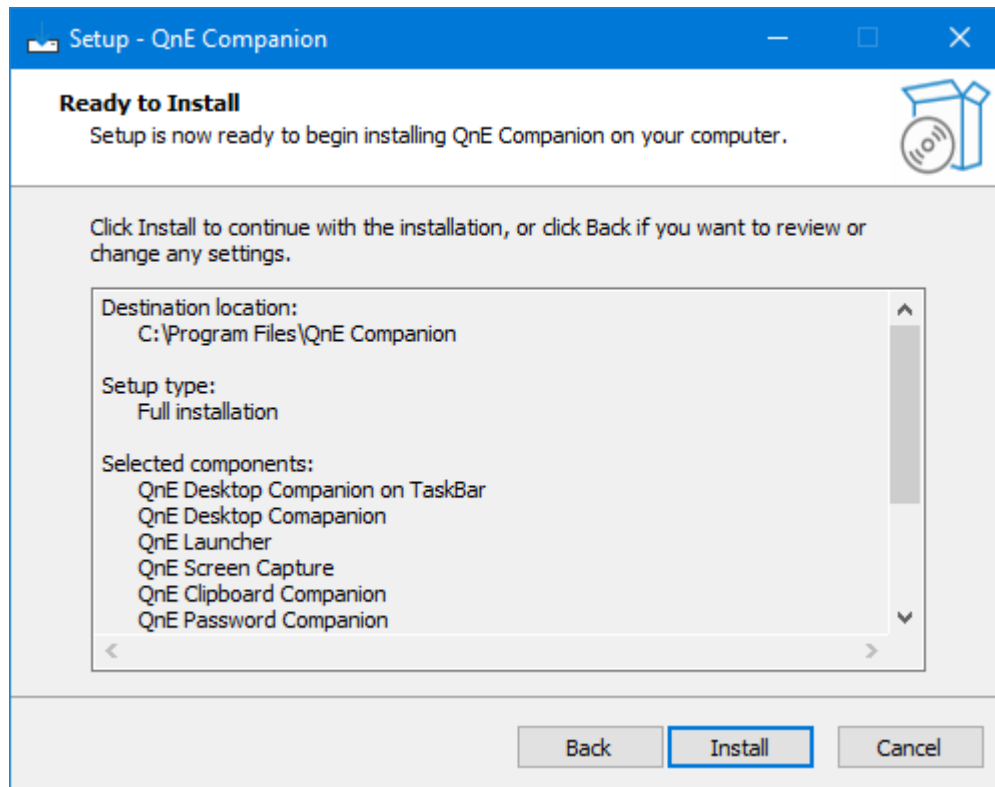 Setup - QnE Companion
Ready to Install
Setup is now ready to begin installing QnE Companion on your computer.
Click Install to continue with the installation, or click Back if you want to review or
change any settings.
Destination location:
C:\Program Files\QnE Companion
Setup type:
Full installation
Selected components:
QnE Desktop Companion on TaskBar
QnE Desktop Comapanion
QnE Launcher
QnE Screen Capture
QnE Clipboard Companion
QnE Password Companion
Back
Install
Cancel